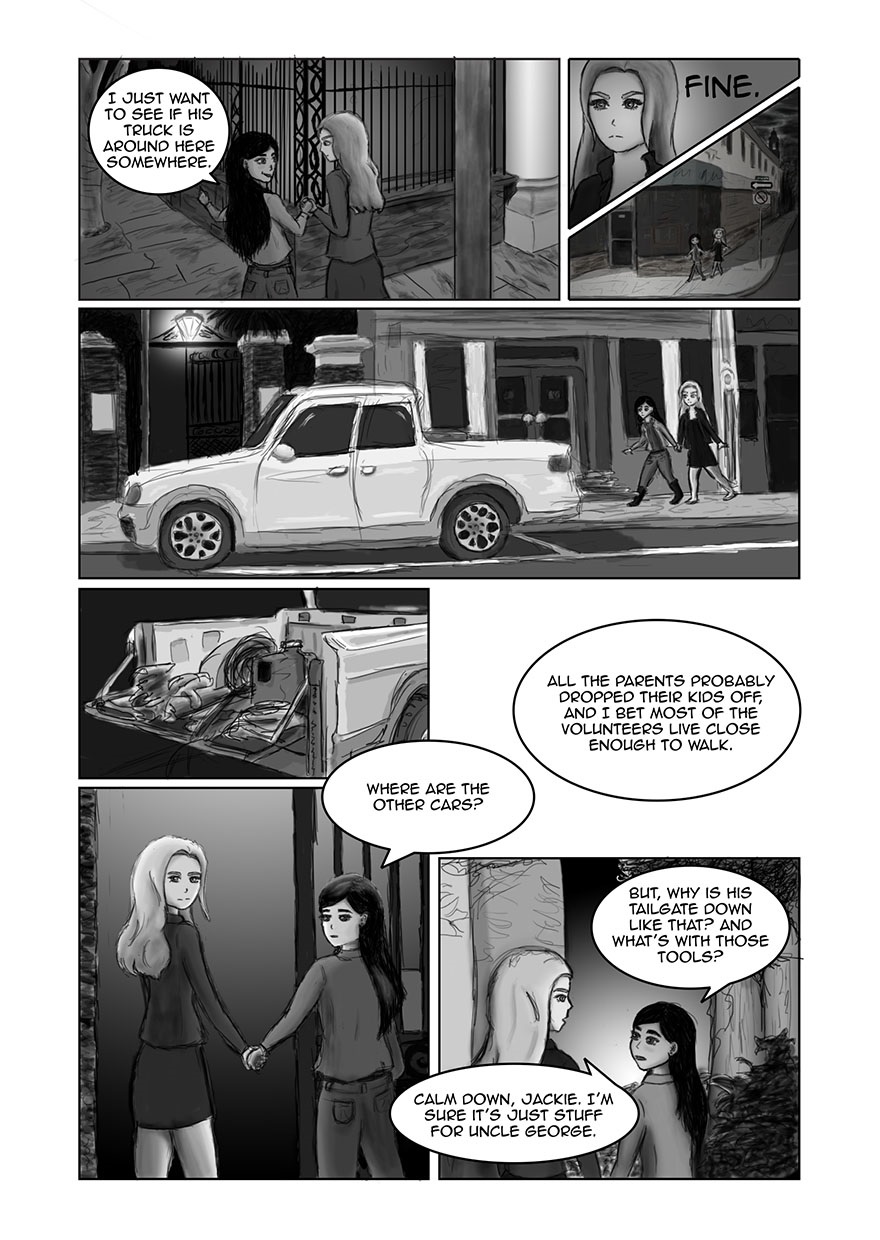 I JUST WANT
TO SEE IF HIS
TRUCK IS
AROUND HERE
SOMEWHERE.
FINE.
WHERE ARE THE
OTHER CARS?
ALL THE PARENTS PROBABLY
DROPPED THEIR KIDS OFF,
AND I BET MOST OF THE
VOLUNTEERS LIVE CLOSE
ENOUGH TO WALK.
BUT, WHY IS HIS
TAILGATE DOWN
LIKE THAT? AND
WHAT'S WITH THOSE
TOOLS?
CALM DOWN, JACKIE. I'M
SURE IT'S JUST STUFF
FOR UNCLE GEORGE.